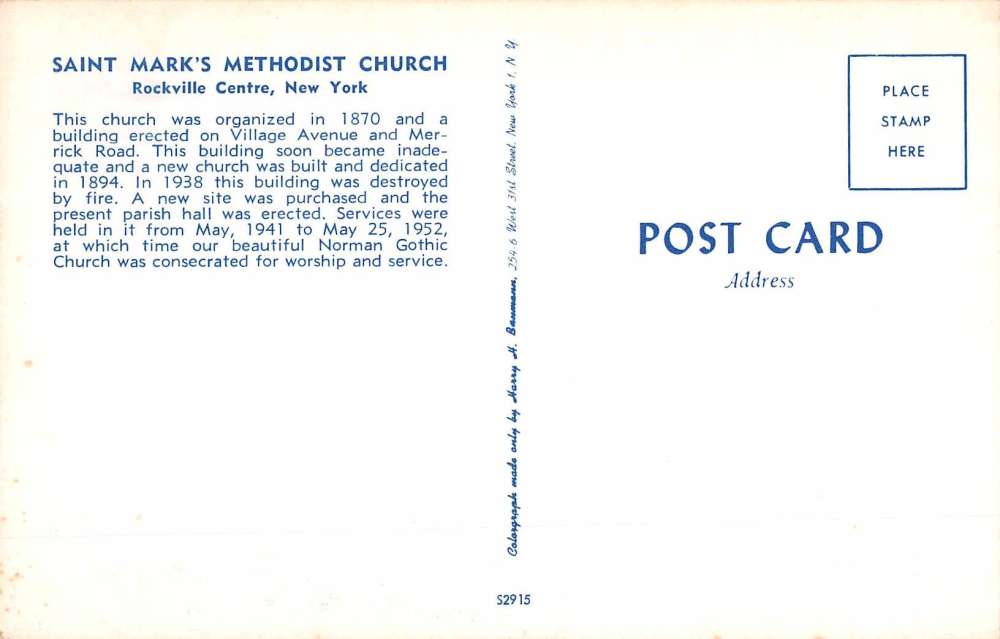 SAINT MARK'S METHODIST CHURCH
Rockville Centre, New York
This church was organized in 1870 and a
building erected on Village Avenue and Mer-
rick Road. This building soon became inade-
quate and a new church was built and dedicated
in 1894. In 1938 this building was destroyed
by fire. A new site was purchased and the
present parish hall was erected. Services were
held in it from May, 1941 to May 25, 1952,
at which time our beautiful Norman Gothic
Church was consecrated for worship and service.
Colorgraph made only by Harry H. Baumann, 254-6 West 31st Street, New York 1, N Y
S2915
PLACE
STAMP
HERE
POST CARD
Address